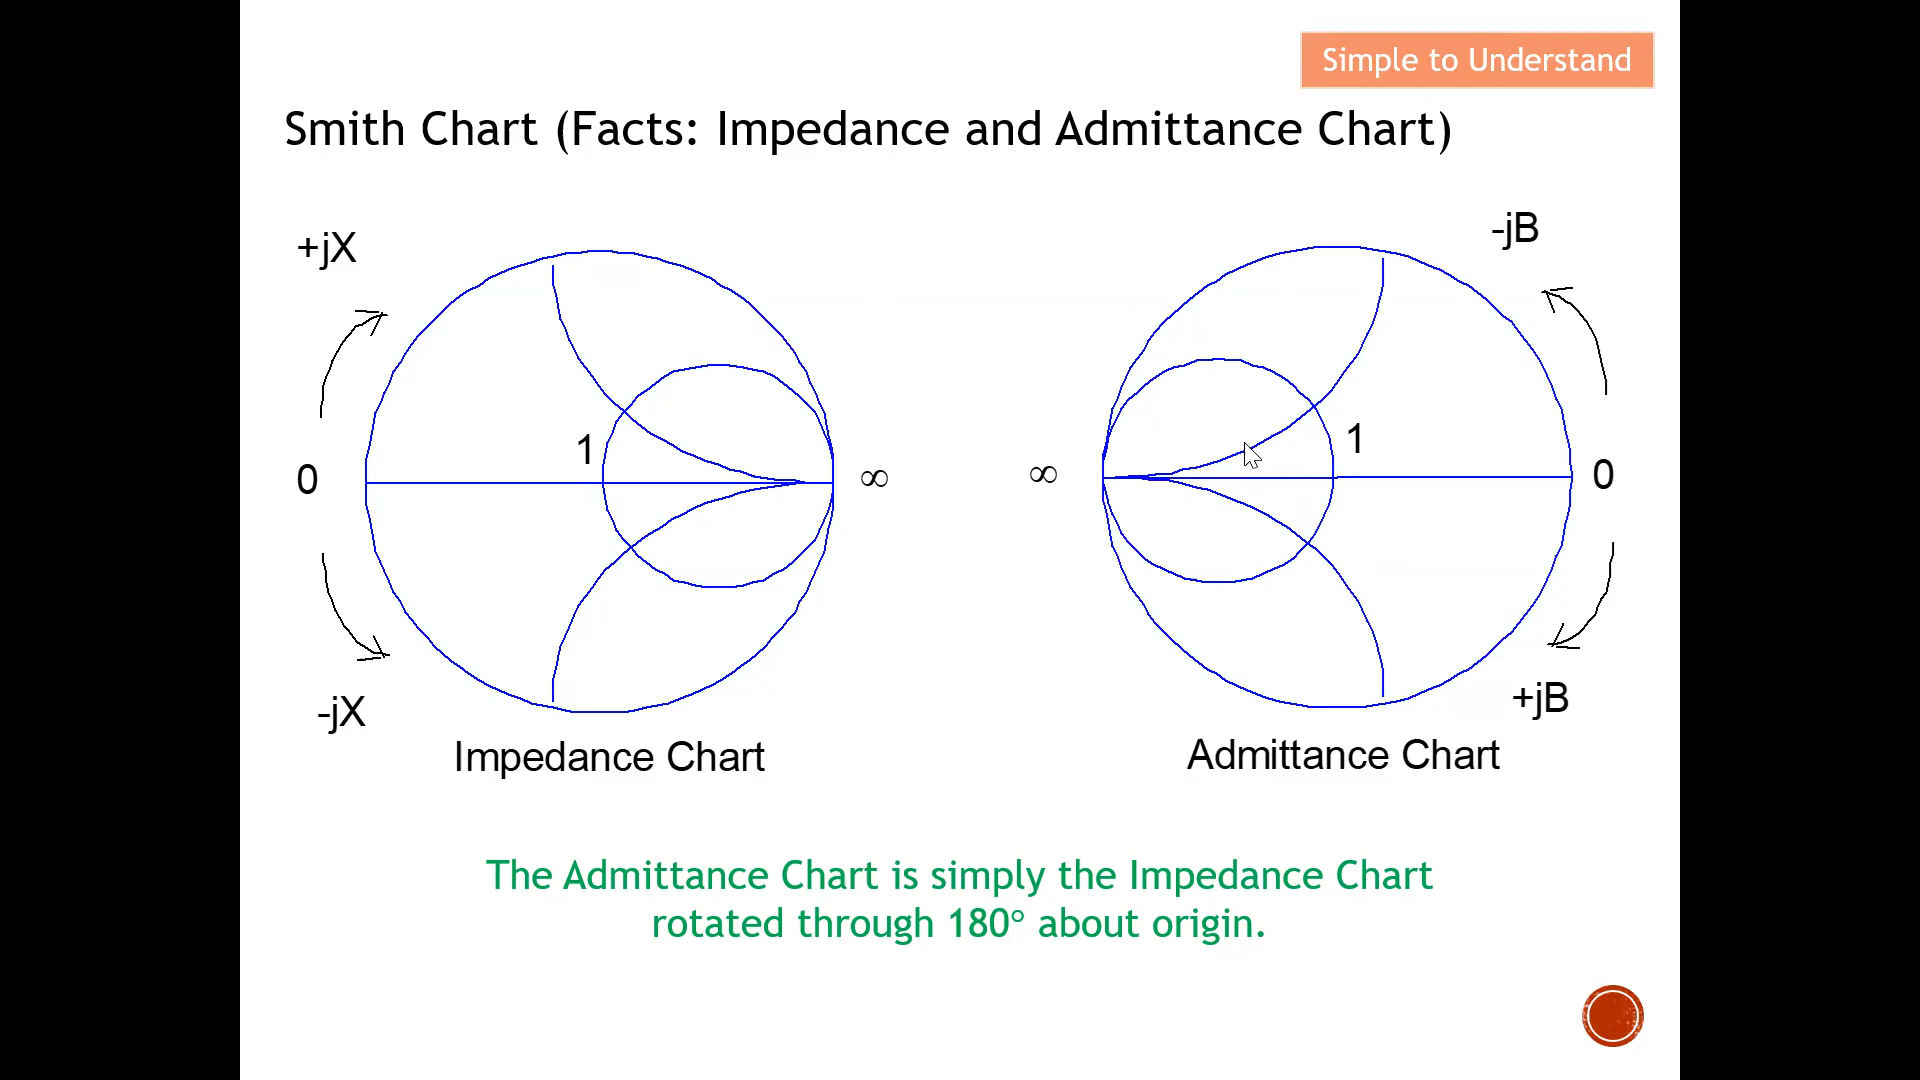 Simple to Understand
Smith Chart (Facts: Impedance and Admittance Chart)
+jX
-jB
1
1
0
∞
∞
0
-jX
+jB
Impedance Chart
Admittance Chart
The Admittance Chart is simply the Impedance Chart
rotated through 180° about origin.